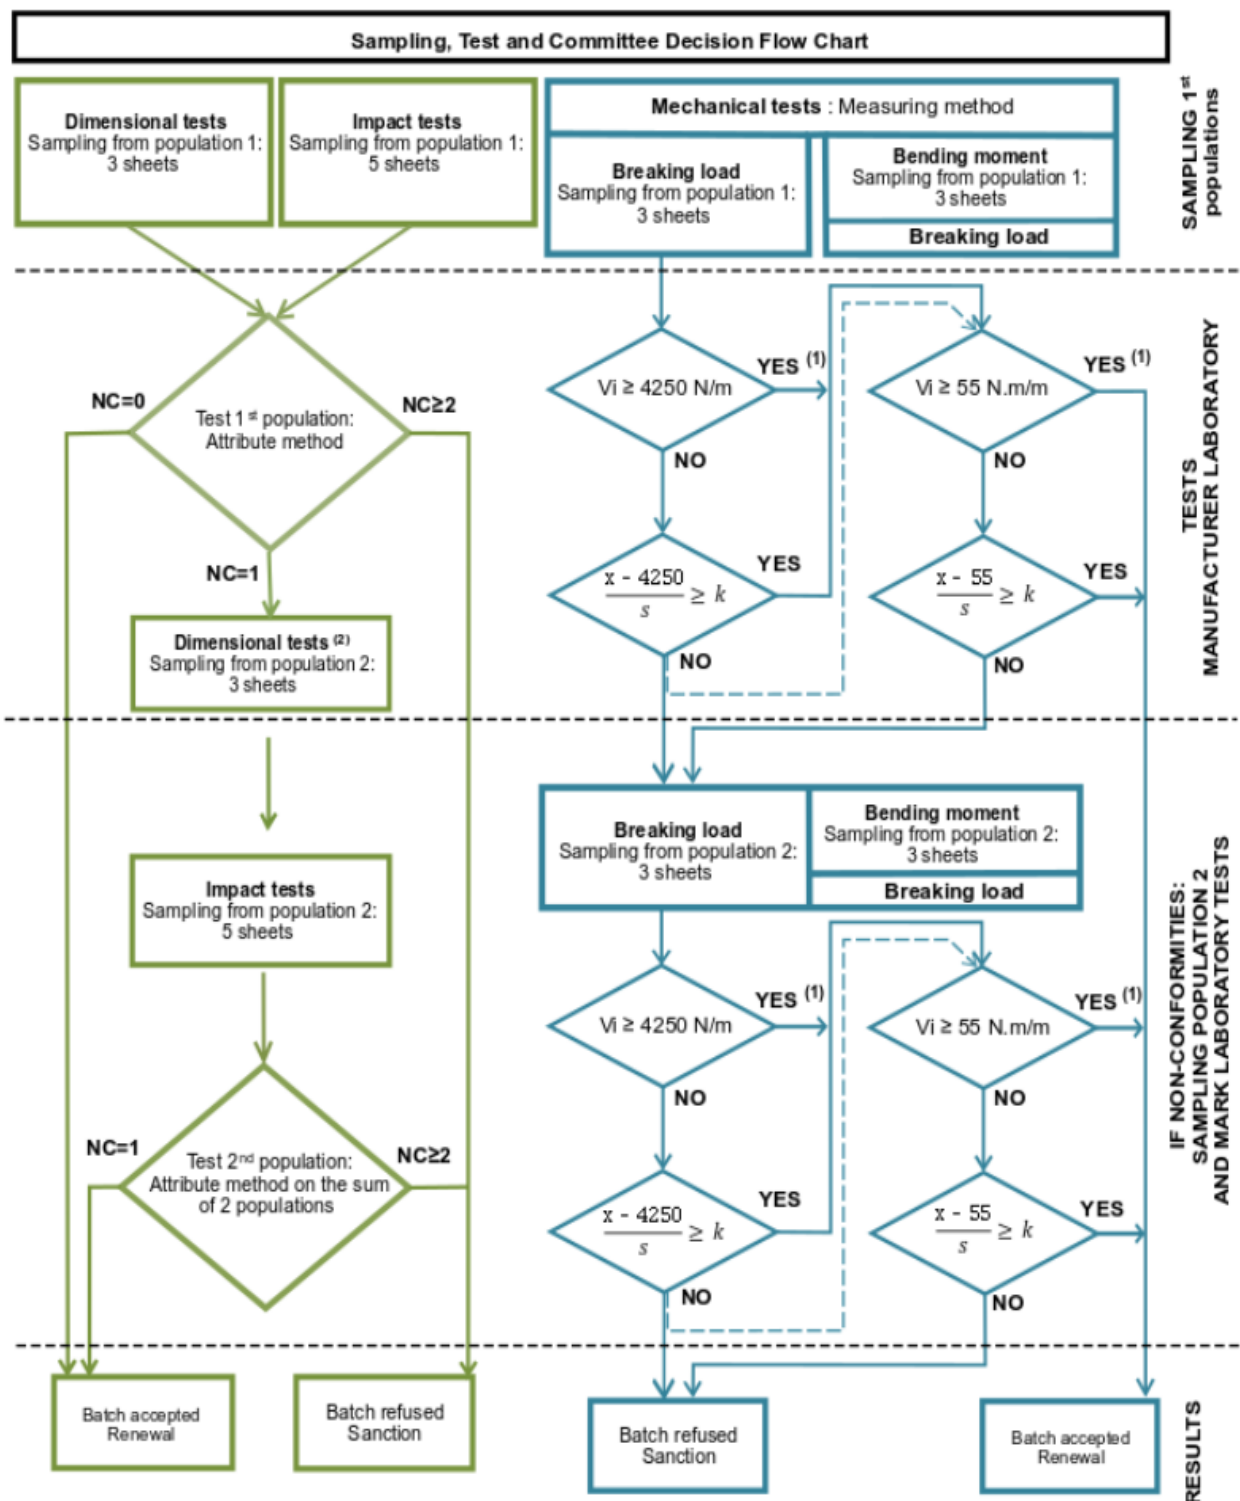 Sampling, Test and Committee Decision Flow Chart
Dimensional tests
Sampling from population 1:
3 sheets
Impact tests
Sampling from population 1:
5 sheets
Mechanical tests : Measuring method
Breaking load
Sampling from population 1:
3 sheets
Bending moment
Sampling from population 1:
3 sheets
Breaking load
SAMPLING 1st
populations
NC=0
Test 1st population:
Attribute method
NC≥2
NC=1
Dimensional tests (2)
Sampling from population 2:
3 sheets
Vi ≥ 4250 N/m
YES (1)
NO
x - 4250
s
≥ k
YES
NO
Vi ≥ 55 N.m/m
YES (1)
NO
x - 55
s
≥ k
YES
NO
TESTS
MANUFACTURER LABORATORY
Impact tests
Sampling from population 2:
5 sheets
NC=1
Test 2nd population:
Attribute method on the sum
of 2 populations
NC≥2
Breaking load
Sampling from population 2:
3 sheets
Bending moment
Sampling from population 2:
3 sheets
Breaking load
Vi ≥ 4250 N/m
YES (1)
NO
x - 4250
s
≥ k
YES
NO
Vi ≥ 55 N.m/m
YES (1)
NO
x - 55
s
≥ k
YES
NO
IF NON-CONFORMITIES:
SAMPLING POPULATION 2
AND MARK LABORATORY TESTS
Batch accepted
Renewal
Batch refused
Sanction
Batch refused
Sanction
Batch accepted
Renewal
RESULTS